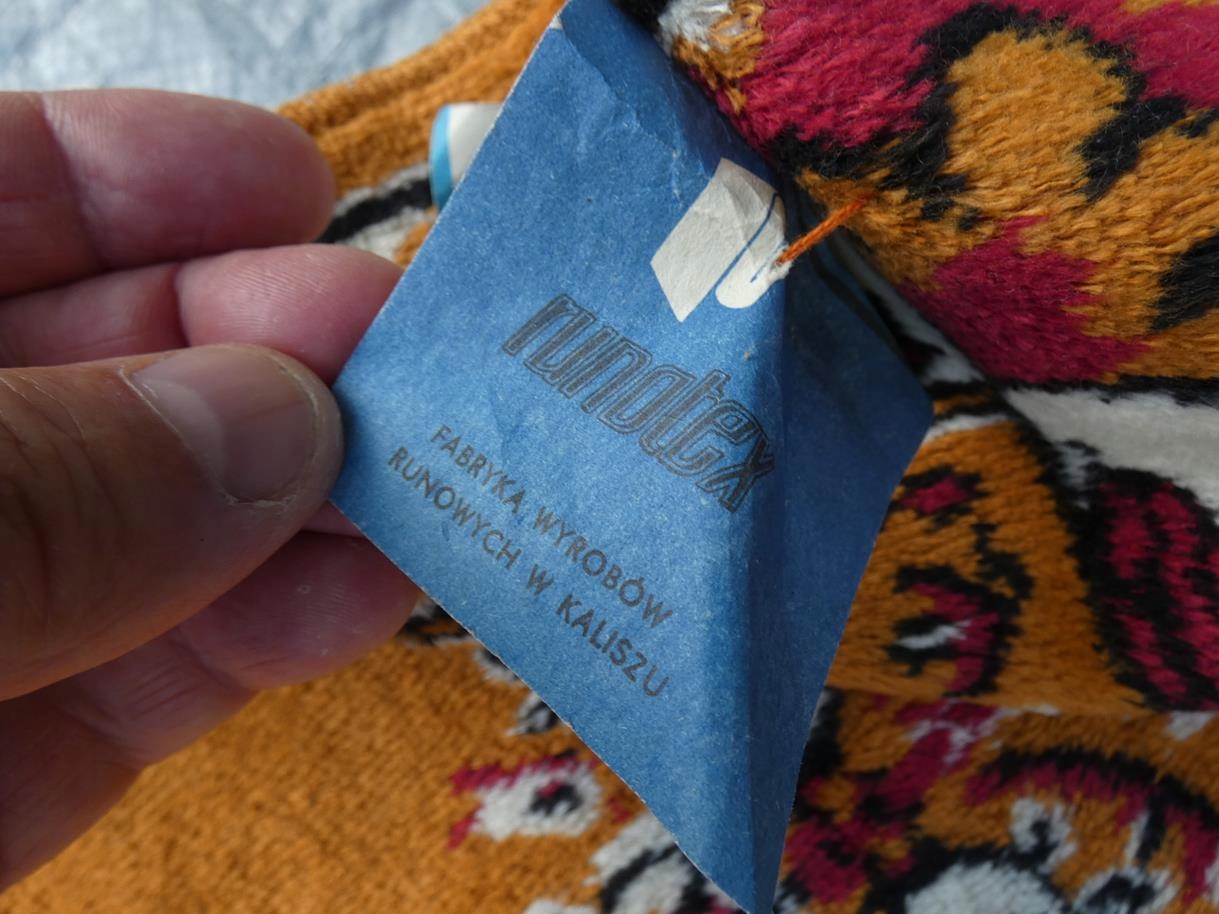 runotex
FABRYKA WYROBÓW
RUNOWYCH W KALISZU